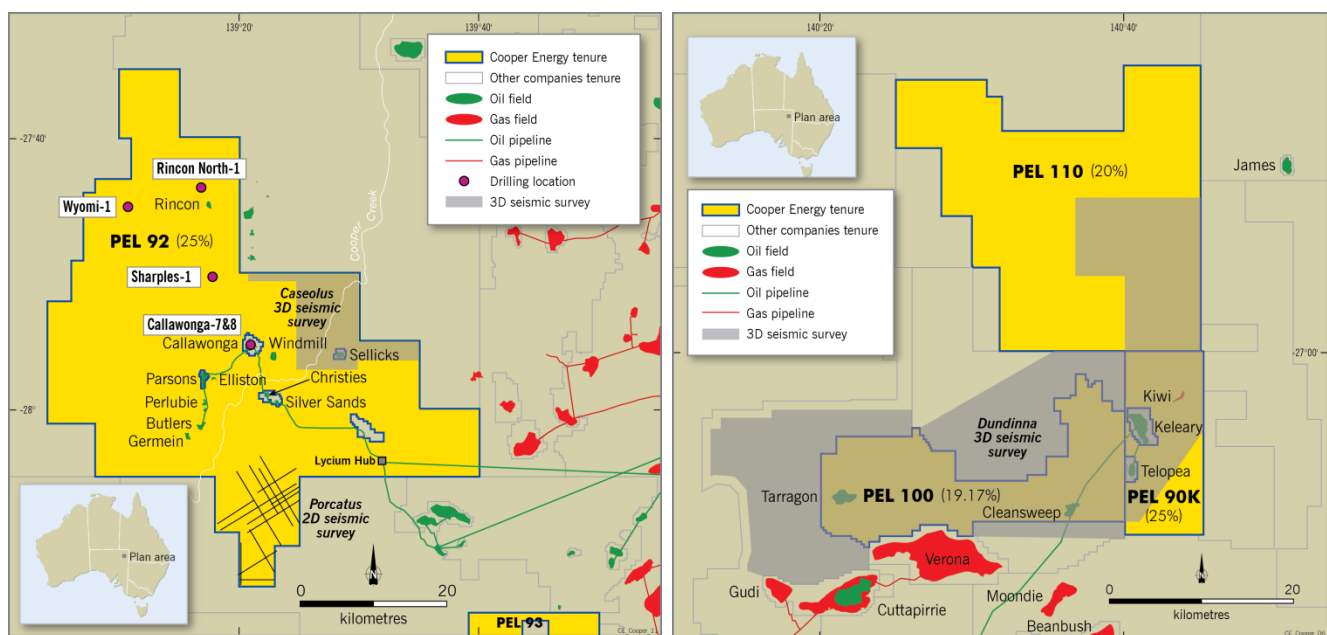 139°20'
139°40'
Cooper Energy tenure
Other companies tenure
Oil field
Gas field
Oil pipeline
Gas pipeline
Drilling location
3D seismic survey
-27°40'
Rincon North-1
Rincon
Wyomi-1
PEL 92 (25%)
Cooper Creek
Sharples-1
Caseolus
3D seismic
survey
Callawonga-7&8
Callawonga
Windmill
Sellicks
Parsons
Elliston
Christies
Perlubie
Silver Sands
-28°
Butlers
Germein
Lycium Hub
Porcatus
2D seismic
survey
Plan area
N
0
10
20
kilometres
PEL 93
140°20'
140°40'
Plan area
Cooper Energy tenure
Other companies tenure
Oil field
Gas field
Oil pipeline
Gas pipeline
3D seismic survey
PEL 110 (20%)
James
-27°00'
Kiwi
Keleary
Dundinna
3D seismic
survey
Telopea
Tarragon
PEL 100 (19.17%)
Cleansweep
PEL 90K
(25%)
Verona
Gudi
Cuttapirrie
Moondie
Beanbush
N
0
10
20
kilometres